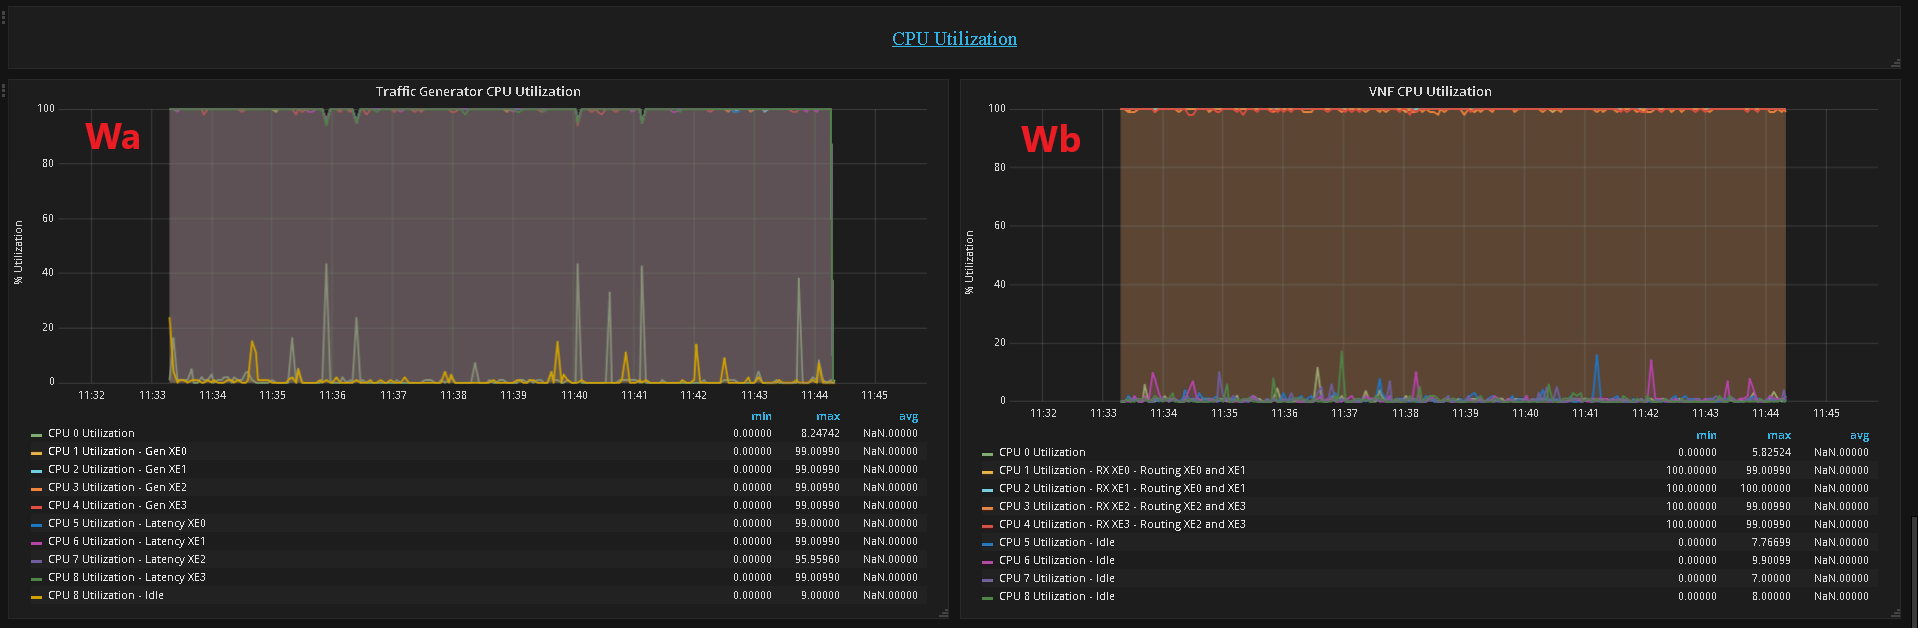 CPU Utilization
Traffic Generator CPU Utilization
Wa
% Utilization
100
80
60
40
20
0
11:32 11:33 11:34 11:35 11:36 11:37 11:38 11:39 11:40 11:41 11:42 11:43 11:44 11:45
min max avg
CPU 0 Utilization 0.00000 8.24742 NaN.00000
CPU 1 Utilization - Gen XE0 0.00000 99.00990 NaN.00000
CPU 2 Utilization - Gen XE1 0.00000 99.00990 NaN.00000
CPU 3 Utilization - Gen XE2 0.00000 99.00990 NaN.00000
CPU 4 Utilization - Gen XE3 0.00000 99.00990 NaN.00000
CPU 5 Utilization - Latency XE0 0.00000 99.00000 NaN.00000
CPU 6 Utilization - Latency XE1 0.00000 99.00990 NaN.00000
CPU 7 Utilization - Latency XE2 0.00000 95.95960 NaN.00000
CPU 8 Utilization - Latency XE3 0.00000 99.00990 NaN.00000
CPU 8 Utilization - Idle 0.00000 9.00000 NaN.00000
VNF CPU Utilization
Wb
% Utilization
100
80
60
40
20
0
11:32 11:33 11:34 11:35 11:36 11:37 11:38 11:39 11:40 11:41 11:42 11:43 11:44 11:45
min max avg
CPU 0 Utilization 0.00000 5.82524 NaN.00000
CPU 1 Utilization - RX XE0 - Routing XE0 and XE1 100.00000 99.00990 NaN.00000
CPU 2 Utilization - RX XE1 - Routing XE0 and XE1 100.00000 100.00000 NaN.00000
CPU 3 Utilization - RX XE2 - Routing XE2 and XE3 100.00000 99.00990 NaN.00000
CPU 4 Utilization - RX XE3 - Routing XE2 and XE3 100.00000 99.00990 NaN.00000
CPU 5 Utilization - Idle 0.00000 7.76699 NaN.00000
CPU 6 Utilization - Idle 0.00000 9.90099 NaN.00000
CPU 7 Utilization - Idle 0.00000 7.00000 NaN.00000
CPU 8 Utilization - Idle 0.00000 8.00000 NaN.00000